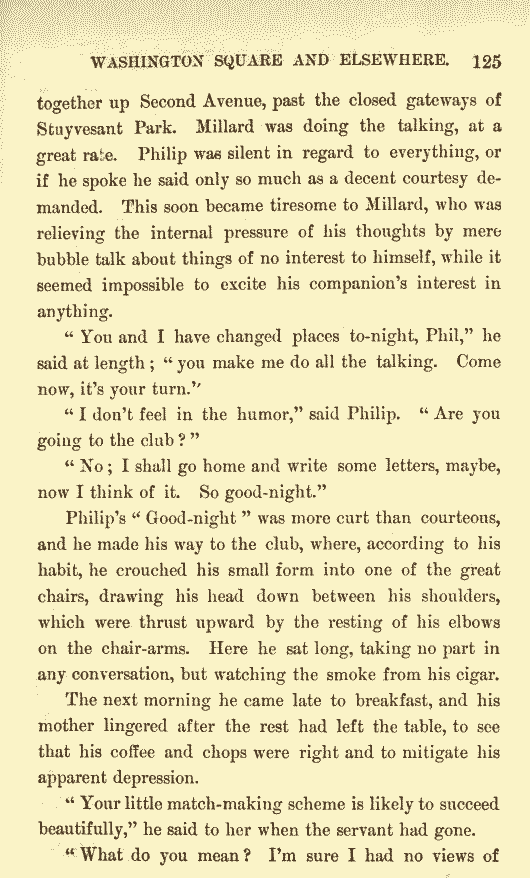 WASHINGTON SQUARE AND ELSEWHERE. 125
together up Second Avenue, past the closed gateways of
Stuyvesant Park. Millard was doing the talking, at a
great rate. Philip was silent in regard to everything, or
if he spoke he said only so much as a decent courtesy de-
manded. This soon became tiresome to Millard, who was
relieving the internal pressure of his thoughts by mere
bubble talk about things of no interest to himself, while it
seemed impossible to excite his companion's interest in
anything.
“ You and I have changed places to-night, Phil,” he
said at length ; “ you make me do all the talking. Come
now, it's your turn.”
“ I don't feel in the humor,” said Philip. “ Are you
going to the club ? ”
“ No ; I shall go home and write some letters, maybe,
now I think of it. So good-night.”
Philip's “ Good-night ” was more curt than courteous,
and he made his way to the club, where, according to his
habit, he crouched his small form into one of the great
chairs, drawing his head down between his shoulders,
which were thrust upward by the resting of his elbows
on the chair-arms. Here he sat long, taking no part in
any conversation, but watching the smoke from his cigar.
The next morning he came late to breakfast, and his
mother lingered after the rest had left the table, to see
that his coffee and chops were right and to mitigate his
apparent depression.
“ Your little match-making scheme is likely to succeed
beautifully,” he said to her when the servant had gone.
“ What do you mean ? I'm sure I had no views of